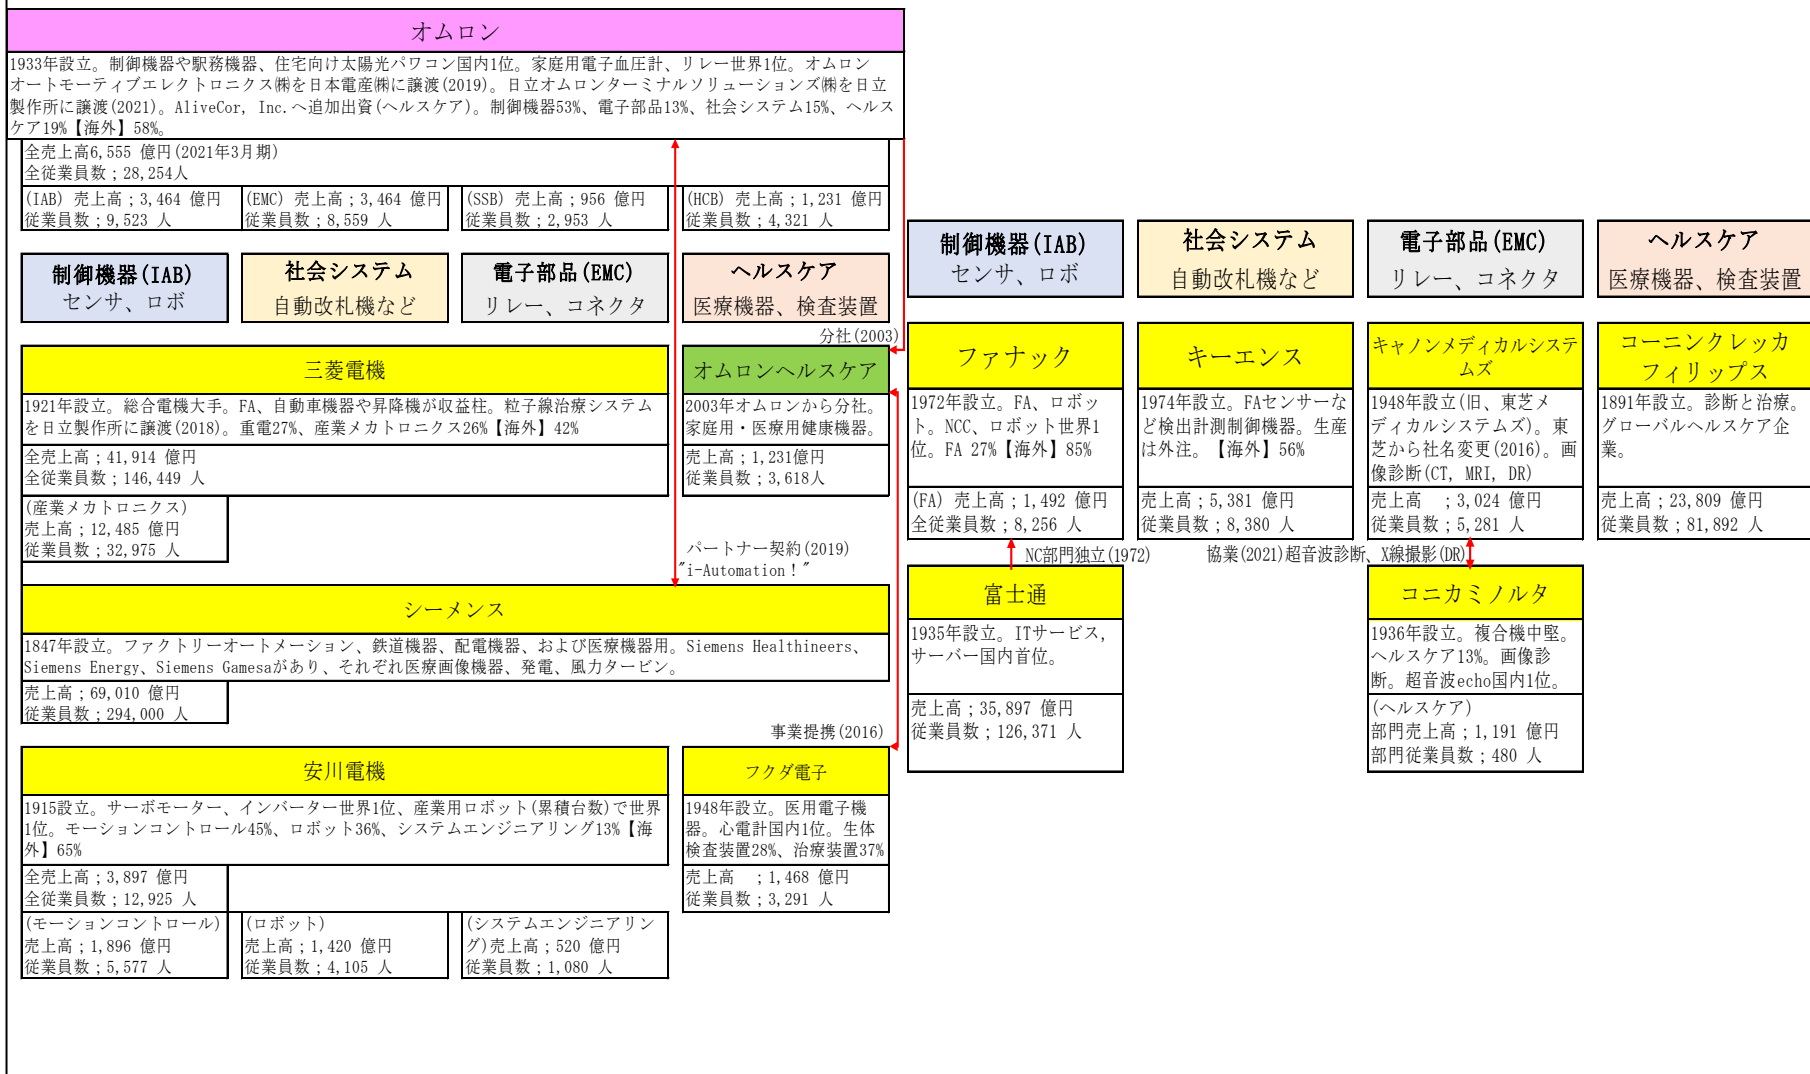 オムロン
1933年設立。制御機器や駅務機器、住宅向け太陽光パワコン国内1位。家庭用電子血圧計、リレー世界1位。オムロン
オートモーティブエレクトロニクス㈱を日本電産㈱に譲渡(2019)。日立オムロンターミナルソリューションズ㈱を日立
製作所に譲渡(2021)。AliveCor, Inc.へ追加出資(ヘルスケア)。制御機器53%、電子部品13%、社会システム15%、ヘルス
ケア19%【海外】58%。
全売上高6,555 億円(2021年3月期)
全従業員数；28,254人
(IAB) 売上高；3,464 億円
従業員数；9,523 人
(EMC) 売上高；3,464 億円
従業員数；8,559 人
(SSB) 売上高；956 億円
従業員数；2,953 人
(HCB) 売上高；1,231 億円
従業員数；4,321 人
制御機器(IAB)
センサ、ロボ
社会システム
自動改札機など
電子部品(EMC)
リレー、コネクタ
ヘルスケア
医療機器、検査装置
分社(2003)
三菱電機
1921年設立。総合電機大手。FA、自動車機器や昇降機が収益柱。粒子線治療システム
を日立製作所に譲渡(2018)。重電27%、産業メカトロニクス26%【海外】42%
全売上高；41,914 億円
全従業員数；146,449 人
(産業メカトロニクス)
売上高；12,485 億円
従業員数；32,975 人
オムロンヘルスケア
2003年オムロンから分社。
家庭用・医療用健康機器。
売上高；1,231億円
従業員数；3,618人
パートナー契約(2019)
"i-Automation！"
シーメンス
1847年設立。ファクトリーオートメーション、鉄道機器、配電機器、および医療機器用。Siemens Healthineers、
Siemens Energy、Siemens Gamesaがあり、それぞれ医療画像機器、発電、風力タービン。
売上高；69,010 億円
従業員数；294,000 人
事業提携(2016)
安川電機
1915設立。サーボモーター、インバーター世界1位、産業用ロボット(累積台数)で世界
1位。モーションコントロール45%、ロボット36%、システムエンジニアリング13%【海
外】65%
全売上高；3,897 億円
全従業員数；12,925 人
(モーションコントロール)
売上高；1,896 億円
従業員数；5,577 人
(ロボット)
売上高；1,420 億円
従業員数；4,105 人
(システムエンジニアリン
グ)売上高；520 億円
従業員数；1,080 人
フクダ電子
1948年設立。医用電子機
器。心電計国内1位。生体
検査装置28%、治療装置37%
売上高　；1,468 億円
従業員数；3,291 人
制御機器(IAB)
センサ、ロボ
社会システム
自動改札機など
電子部品(EMC)
リレー、コネクタ
ヘルスケア
医療機器、検査装置
ファナック
1972年設立。FA、ロボッ
ト。NCC、ロボット世界1
位。FA 27%【海外】85%
(FA) 売上高；1,492 億円
全従業員数；8,256 人
キーエンス
1974年設立。FAセンサーな
ど検出計測制御機器。生産
は外注。【海外】56%
売上高；5,381 億円
従業員数；8,380 人
キャノンメディカルシステ
ムズ
1948年設立(旧、東芝メ
ディカルシステムズ)。東
芝から社名変更(2016)。画
像診断(CT, MRI, DR)
売上高　；3,024 億円
従業員数；5,281 人
コーニンクレッカ
フィリップス
1891年設立。診断と治療。
グローバルヘルスケア企
業。
売上高；23,809 億円
従業員数；81,892 人
NC部門独立(1972)
協業(2021)超音波診断、X線撮影(DR)
富士通
1935年設立。ITサービス,
サーバー国内首位。
売上高；35,897 億円
従業員数；126,371 人
コニカミノルタ
1936年設立。複合機中堅。
ヘルスケア13%。画像診
断。超音波echo国内1位。
(ヘルスケア)
部門売上高；1,191 億円
部門従業員数；480 人